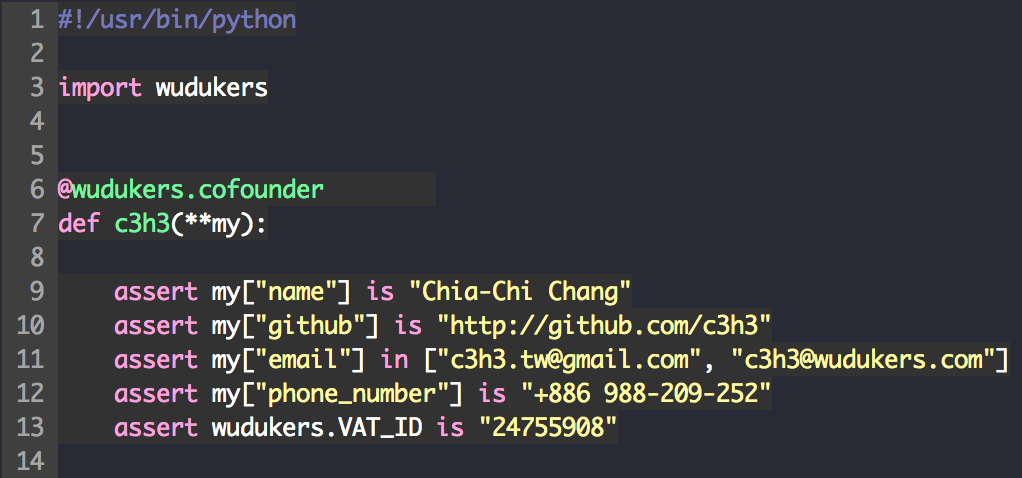 1 #!/usr/bin/python
2
3 import wudukers
4
5
6 @wudukers.cofounder
7 def c3h3(**my):
8
9     assert my["name"] is "Chia-Chi Chang"
10     assert my["github"] is "http://github.com/c3h3"
11     assert my["email"] in ["c3h3.tw@gmail.com", "c3h3@wudukers.com"]
12     assert my["phone_number"] is "+886 988-209-252"
13     assert wudukers.VAT_ID is "24755908"
14